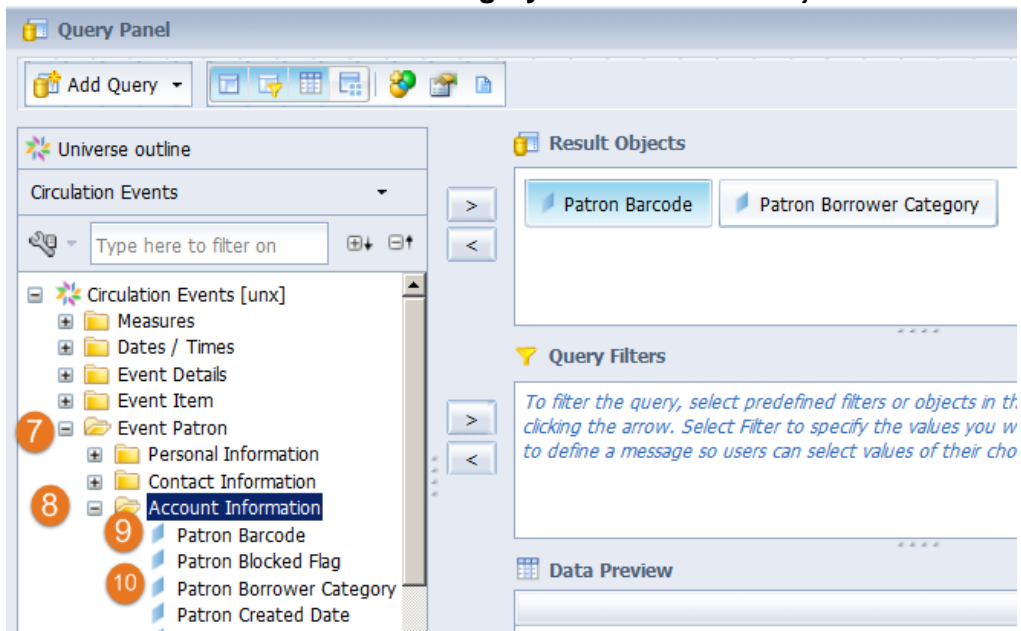 Query Panel
Add Query
Universe outline
Circulation Events
Type here to filter on
Circulation Events [unx]
Measures
Dates / Times
Event Details
Event Item
7 Event Patron
Personal Information
Contact Information
8 Account Information
9 Patron Barcode
Patron Blocked Flag
10 Patron Borrower Category
Patron Created Date
>
<
Result Objects
Patron Barcode Patron Borrower Category
Query Filters
>
<
To filter the query, select predefined filters or objects in th
clicking the arrow. Select Filter to specify the values you w
to define a message so users can select values of their cho
Data Preview